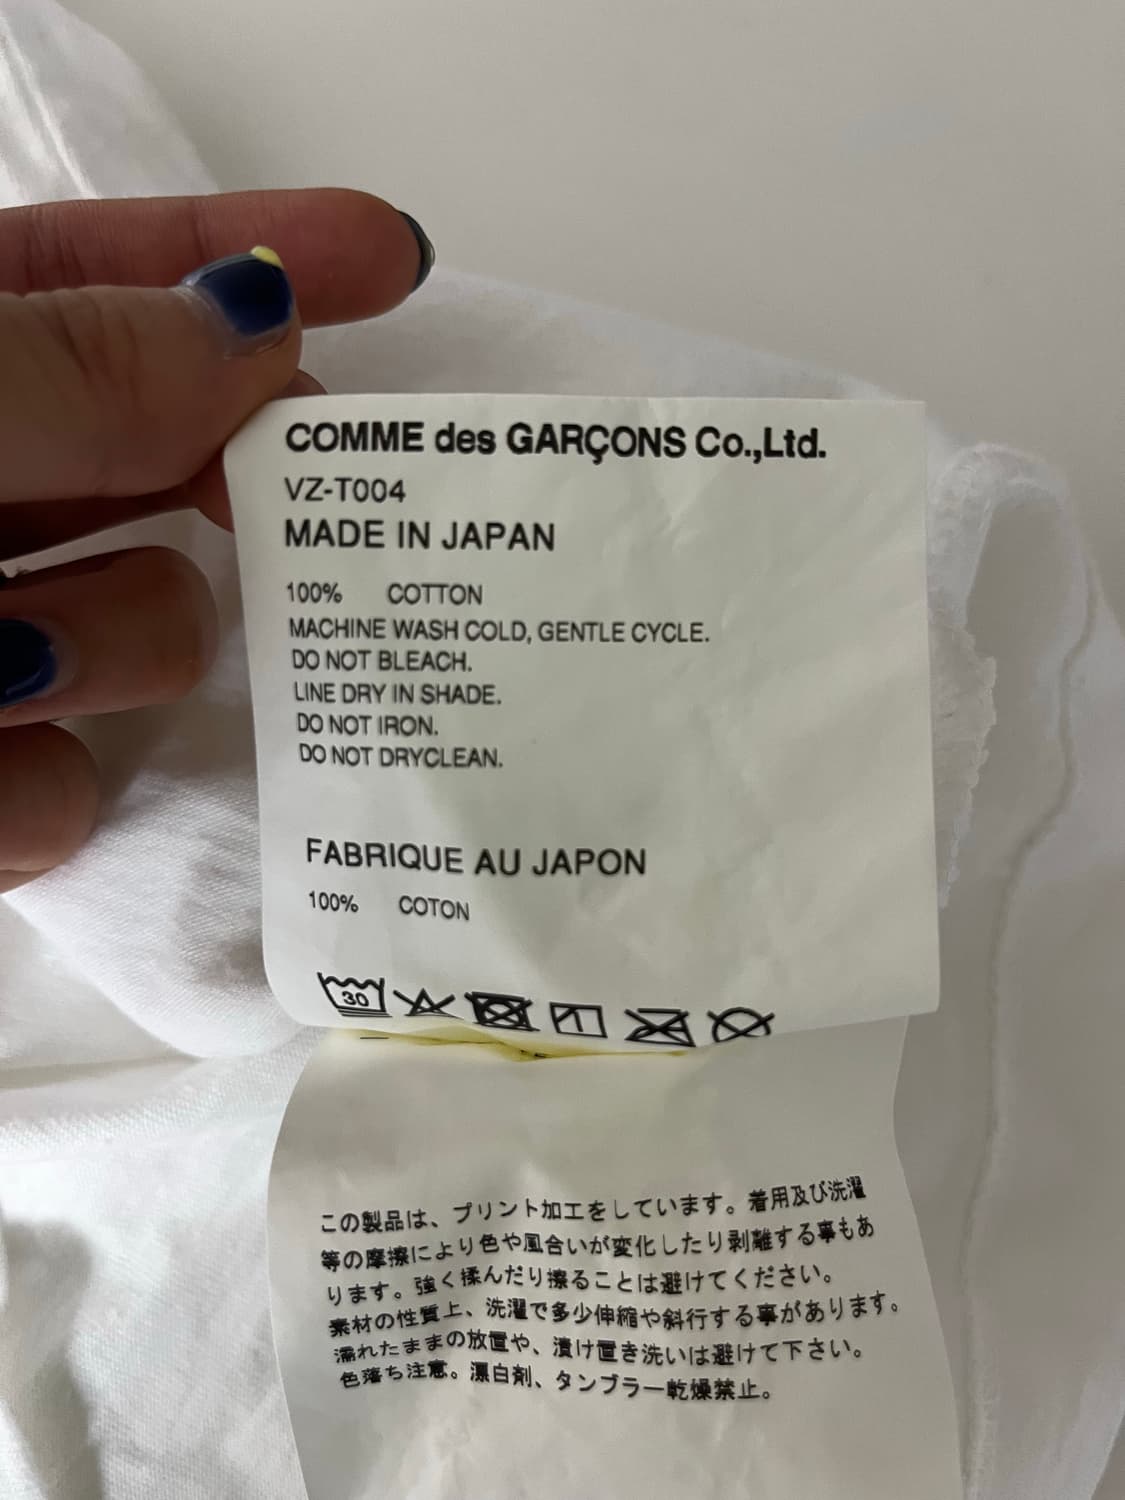 COMME des GARÇONS Co.,Ltd.
VZ-T004
MADE IN JAPAN
100% COTTON
MACHINE WASH COLD, GENTLE CYCLE.
DO NOT BLEACH.
LINE DRY IN SHADE.
DO NOT IRON.
DO NOT DRYCLEAN.
FABRIQUE AU JAPON
100% COTON
30
この製品は、プリント加工をしています。着用及び洗濯
等の摩擦により色や風合いが変化したり剥離する事もあ
ります。強く揉んだり擦ることは避けてください。
素材の性質上、洗濯で多少伸縮や斜行する事があります。
濡れたままの放置や、漬け置き洗いは避けて下さい。
色落ち注意。漂白剤、タンブラー乾燥禁止。